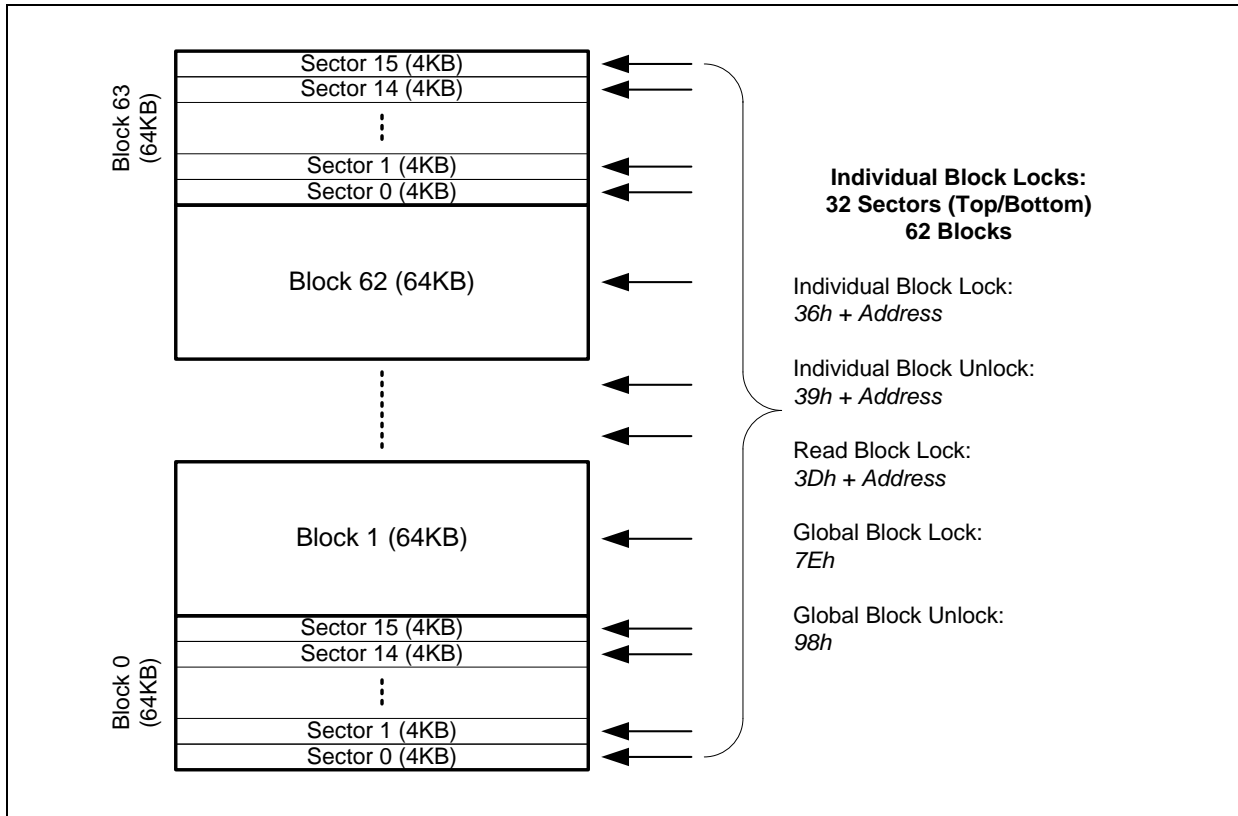 Block 63
(64KB)
Sector 15 (4KB)
Sector 14 (4KB)
Sector 1 (4KB)
Sector 0 (4KB)
Block 62 (64KB)
Block 1 (64KB)
Block 0
(64KB)
Sector 15 (4KB)
Sector 14 (4KB)
Sector 1 (4KB)
Sector 0 (4KB)
Individual Block Locks:
32 Sectors (Top/Bottom)
62 Blocks
Individual Block Lock:
36h + Address
Individual Block Unlock:
39h + Address
Read Block Lock:
3Dh + Address
Global Block Lock:
7Eh
Global Block Unlock:
98h